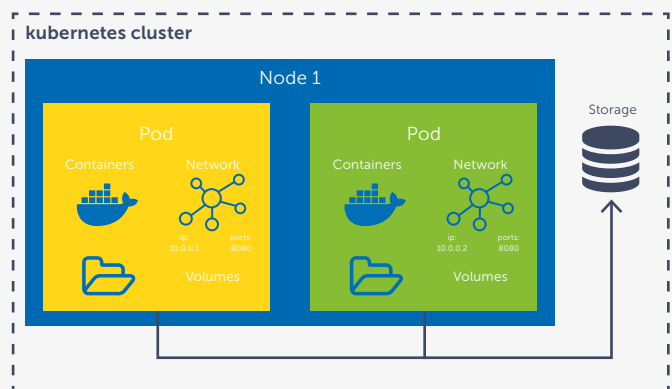 kubernetes cluster
Node 1
Storage
Pod
Containers
Network
ip:
10.0.0.1
ports:
8080
Volumes
Pod
Containers
Network
ip:
10.0.0.2
ports:
8080
Volumes